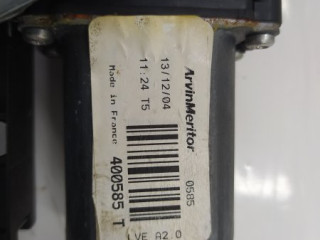 ArvinMeritor 0585
13/12/04
11:24 T5
400585 T
Made in France
LVE A2.0